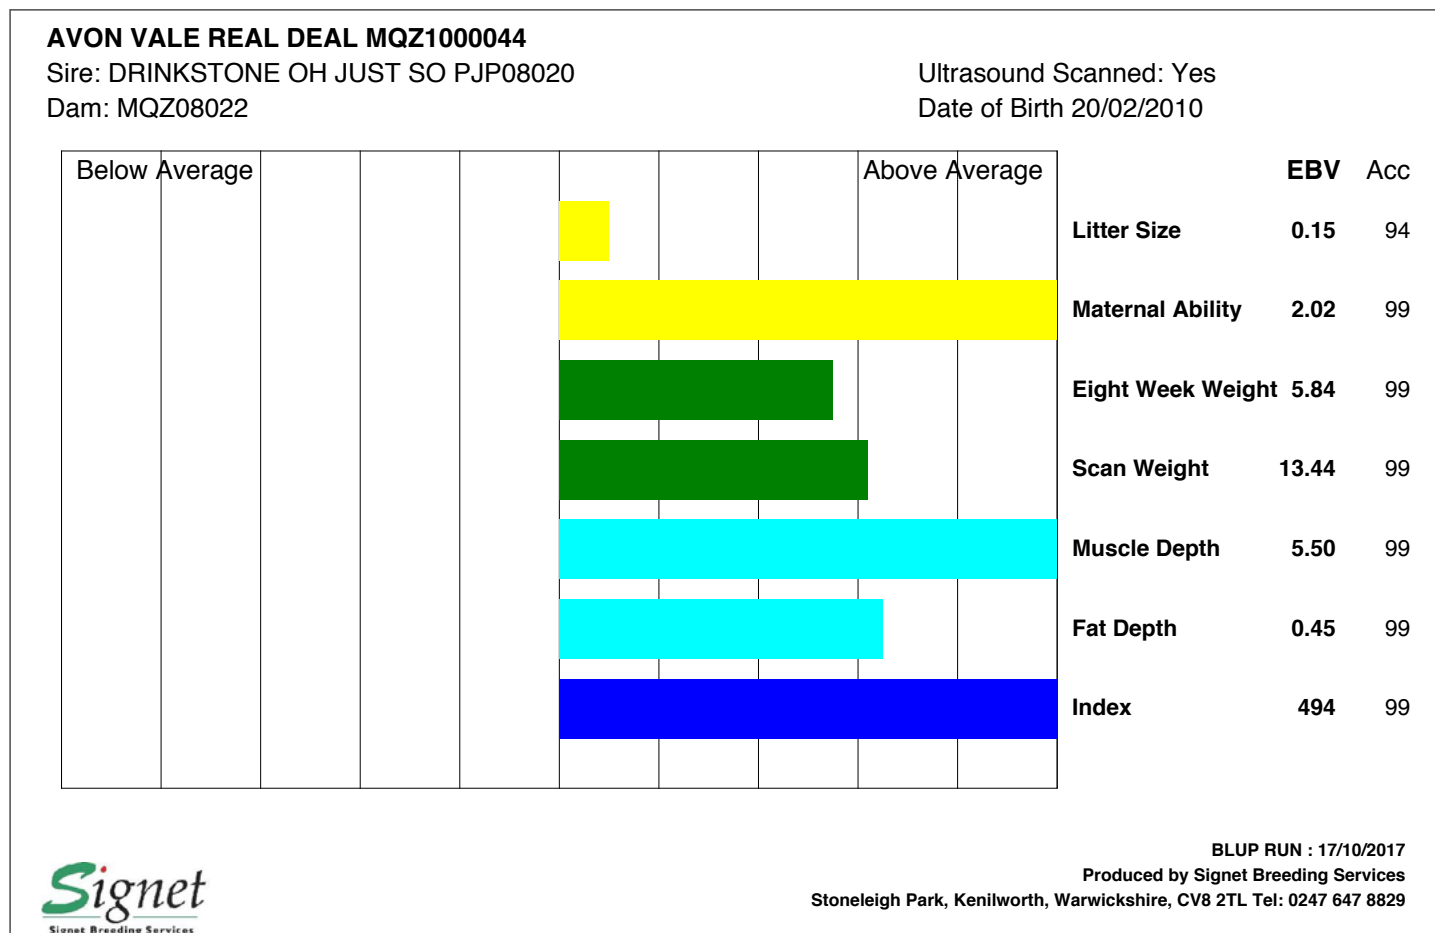 AVON VALE REAL DEAL MQZ1000044
Sire: DRINKSTONE OH JUST SO PJP08020
Ultrasound Scanned: Yes
Dam: MQZ08022
Date of Birth 20/02/2010
Below Average
Above Average
EBV Acc
Litter Size 0.15 94
Maternal Ability 2.02 99
Eight Week Weight 5.84 99
Scan Weight 13.44 99
Muscle Depth 5.50 99
Fat Depth 0.45 99
Index 494 99
BLUP RUN : 17/10/2017
Produced by Signet Breeding Services
Stoneleigh Park, Kenilworth, Warwickshire, CV8 2TL Tel: 0247 647 8829
Signet
Signet Breeding Services